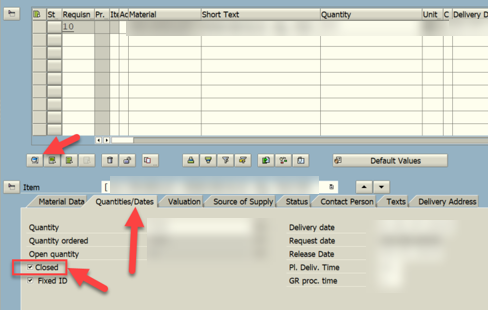 St Requisn Pr. Ite Ac Material Short Text Quantity Unit C Delivery D
10
Default Values
Item [
Material Data Quantities/Dates Valuation Source of Supply Status Contact Person Texts Delivery Address
Quantity Delivery date
Quantity ordered Request date
Open quantity Release Date
Closed Pl. Deliv. Time
Fixed ID GR proc. time